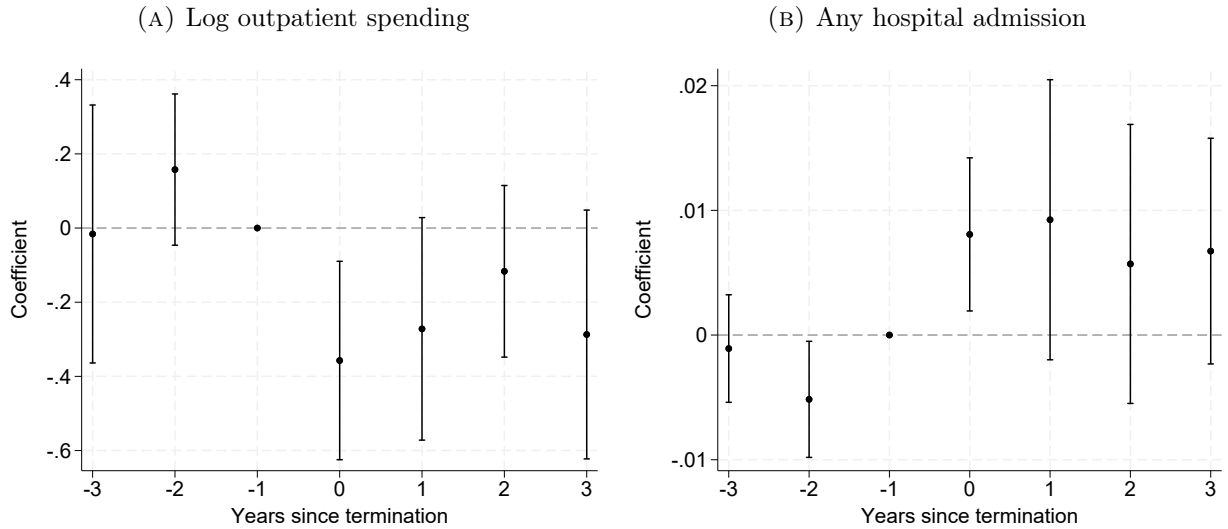 (A) Log outpatient spending
.4
.2
0
-.2
-.4
-.6
Coefficient
-3 -2 -1 0 1 2 3
Years since termination
(B) Any hospital admission
.02
.01
0
-.01
Coefficient
-3 -2 -1 0 1 2 3
Years since termination